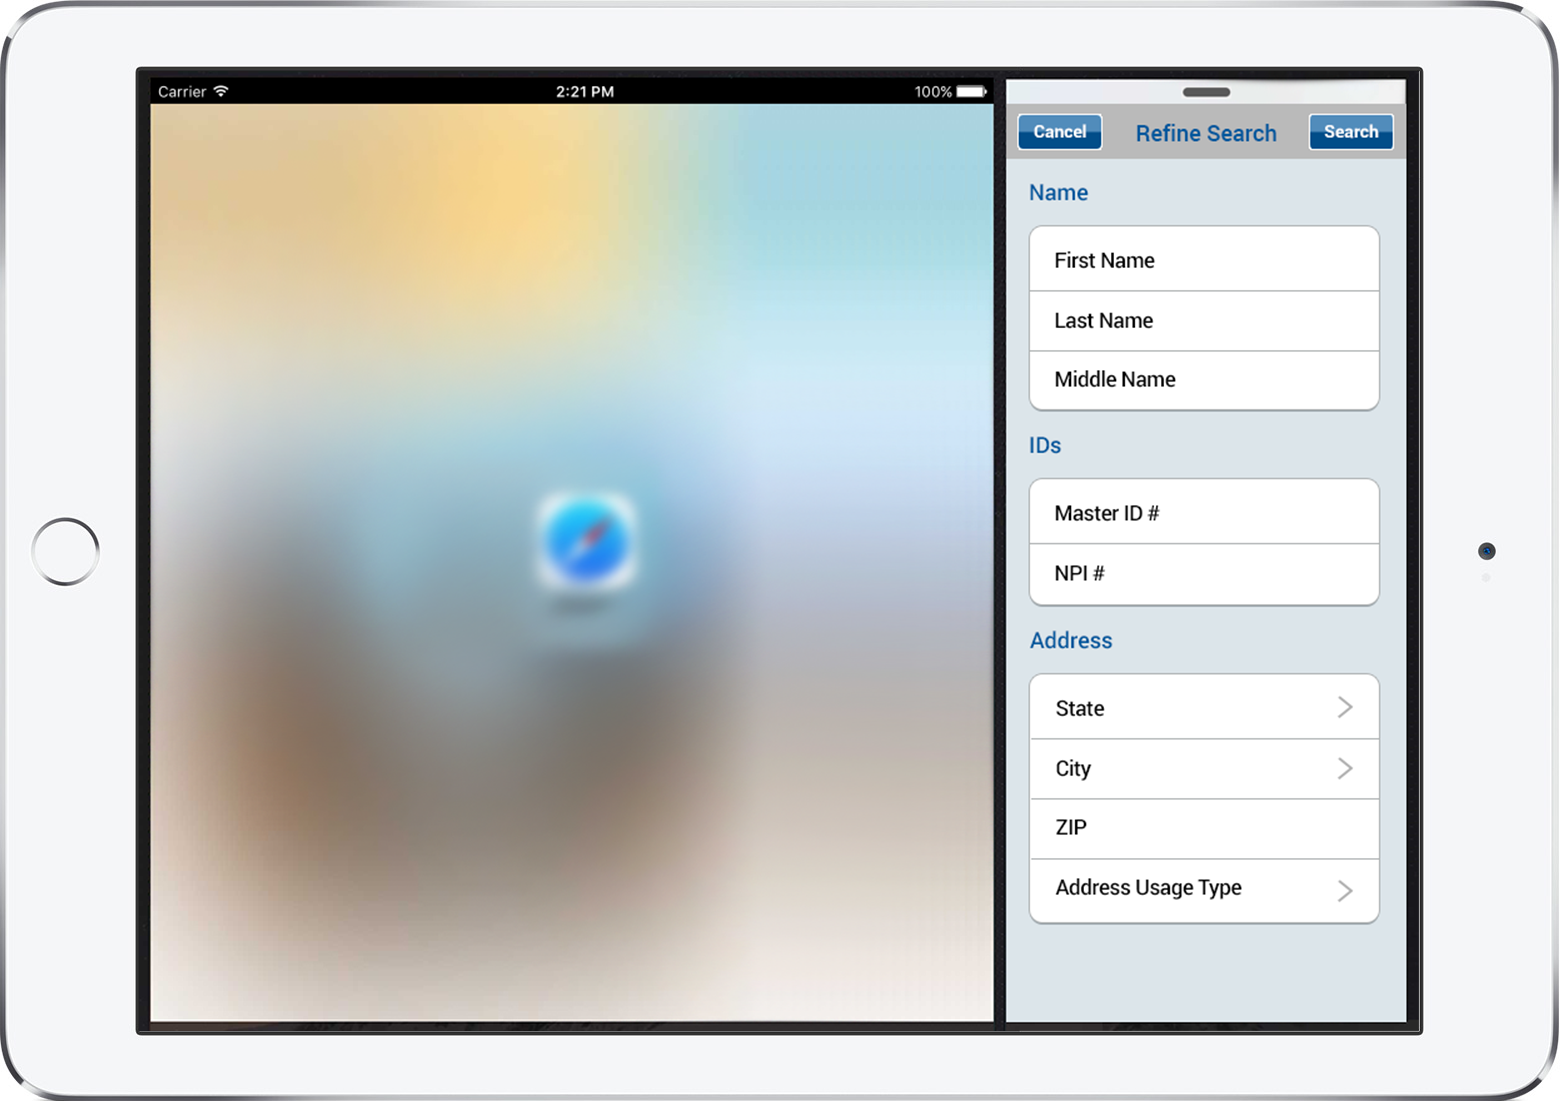 Carrier 2:21 PM 100%
Cancel Refine Search Search
Name
First Name
Last Name
Middle Name
IDs
Master ID #
NPI #
Address
State
City
ZIP
Address Usage Type